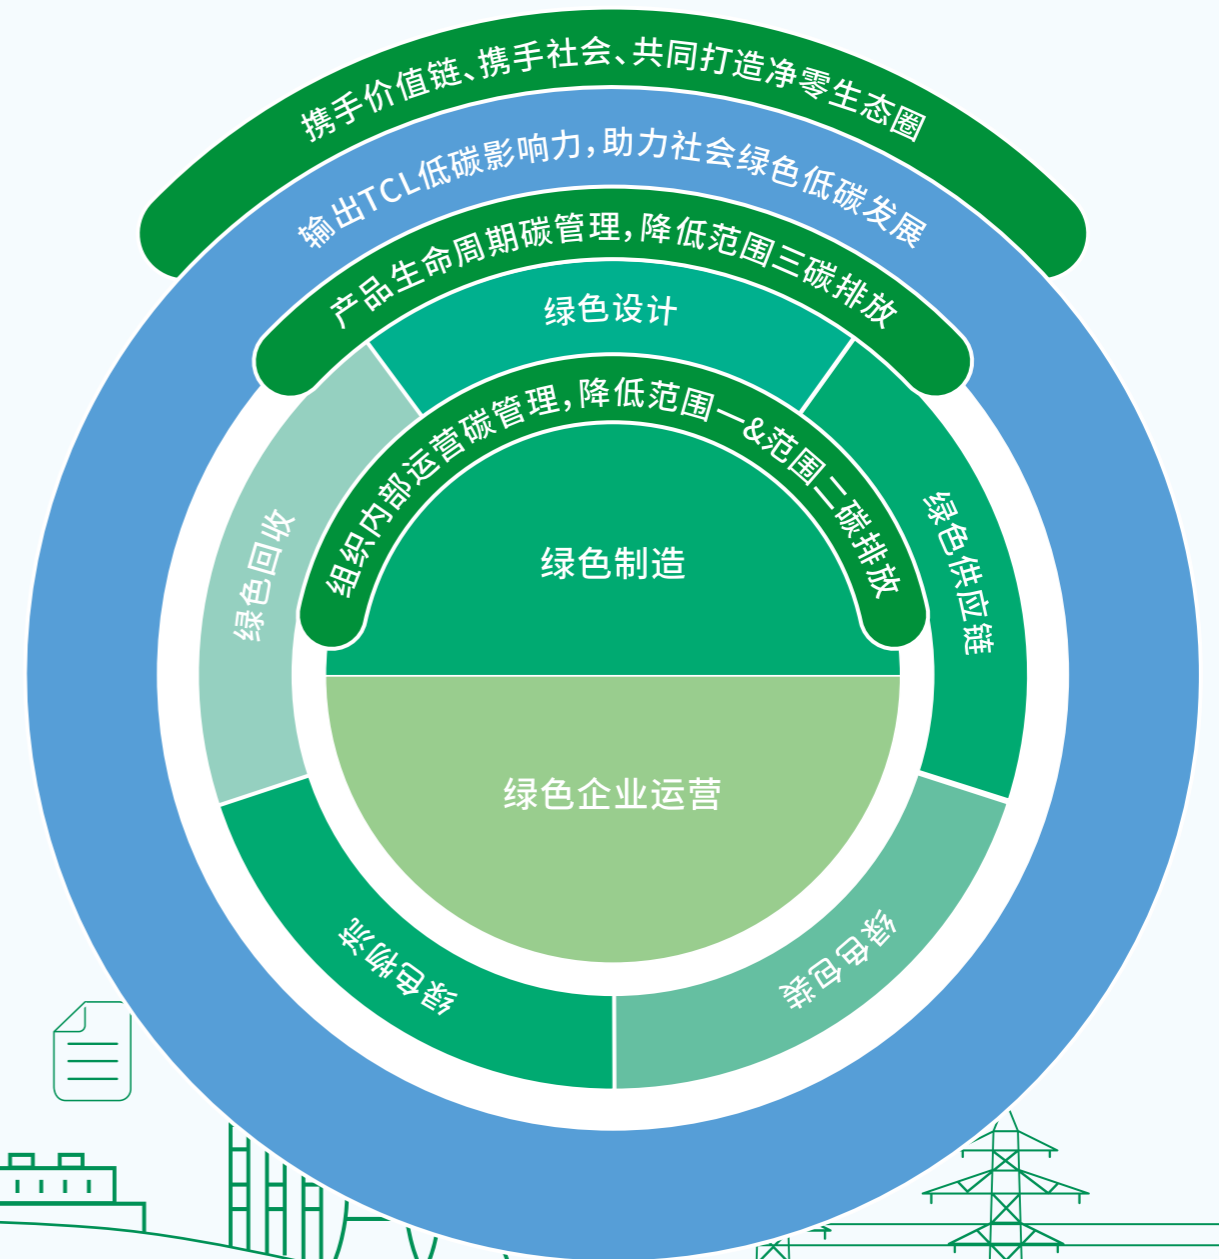 携手价值链、携手社会、共同打造净零生态圈
输出TCL低碳影响力，助力社会绿色低碳发展
产品生命周期碳管理，降低范围三碳排放
绿色设计
组织内部运营碳管理，降低范围一&范围二碳排放
绿色回收
绿色制造
绿色供应链
绿色企业运营
绿色物流
绿色包装